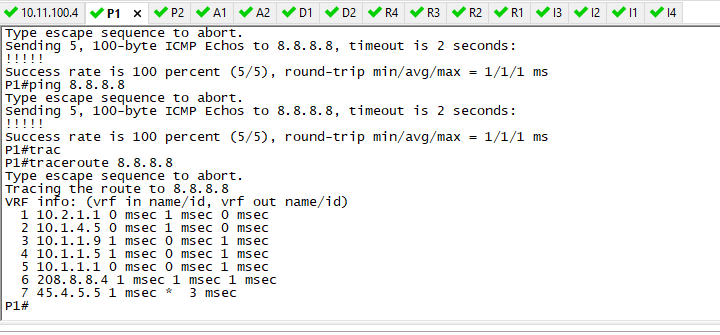 10.11.100.4 P1 × P2 A1 A2 D1 D2 R4 R3 R2 R1 I3 I2 I1 I4
Type escape sequence to abort.
Sending 5, 100-byte ICMP Echos to 8.8.8.8, timeout is 2 seconds:
!!!!!
Success rate is 100 percent (5/5), round-trip min/avg/max = 1/1/1 ms
P1#ping 8.8.8.8
Type escape sequence to abort.
Sending 5, 100-byte ICMP Echos to 8.8.8.8, timeout is 2 seconds:
!!!!!
Success rate is 100 percent (5/5), round-trip min/avg/max = 1/1/1 ms
P1#trac
P1#traceroute 8.8.8.8
Type escape sequence to abort.
Tracing the route to 8.8.8.8
VRF info: (vrf in name/id, vrf out name/id)
1 10.2.1.1 0 msec 1 msec 0 msec
2 10.1.4.5 0 msec 1 msec 0 msec
3 10.1.1.9 1 msec 0 msec 1 msec
4 10.1.1.5 1 msec 0 msec 1 msec
5 10.1.1.1 0 msec 0 msec 1 msec
6 208.8.8.4 1 msec 1 msec 1 msec
7 45.4.5.5 1 msec * 3 msec
P1#